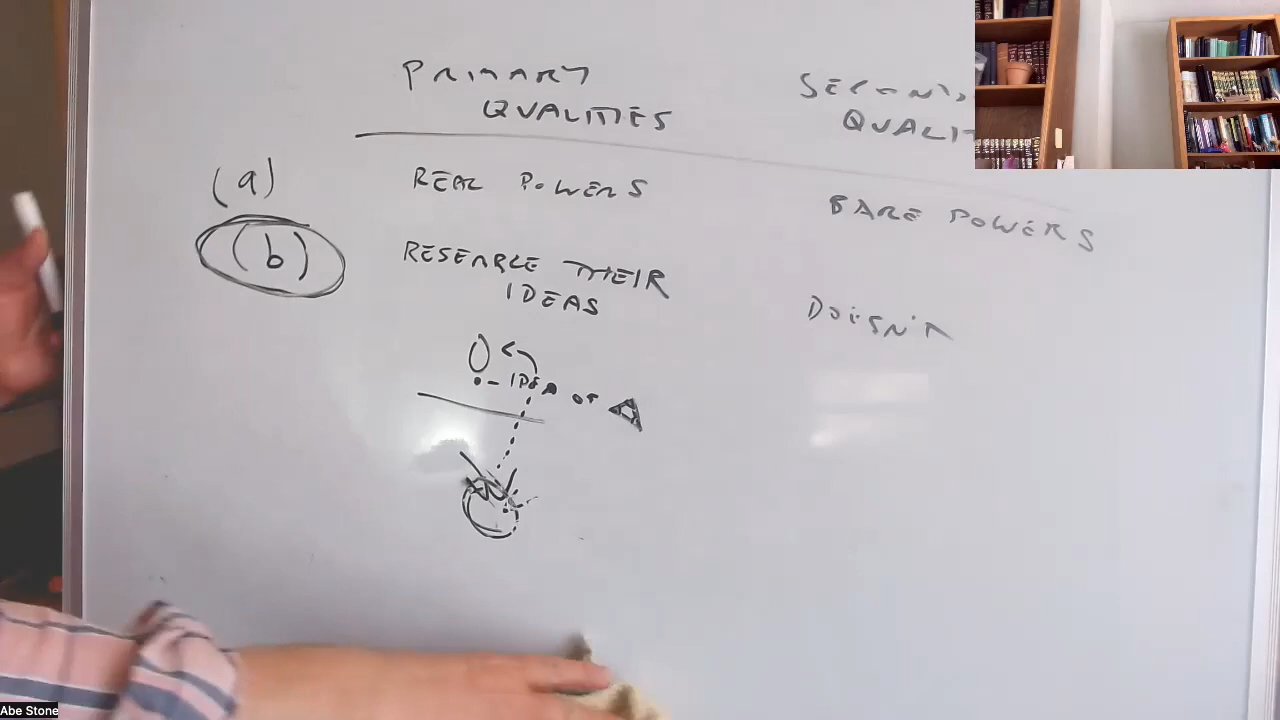 PRIMARY
QUALITIES
SECOND
QUALIT
(a)
REAL POWERS
BARE POWERS
(b)
RESEMBLE THEIR
IDEAS
DOESN'T
IDEA OF
Abe Stone